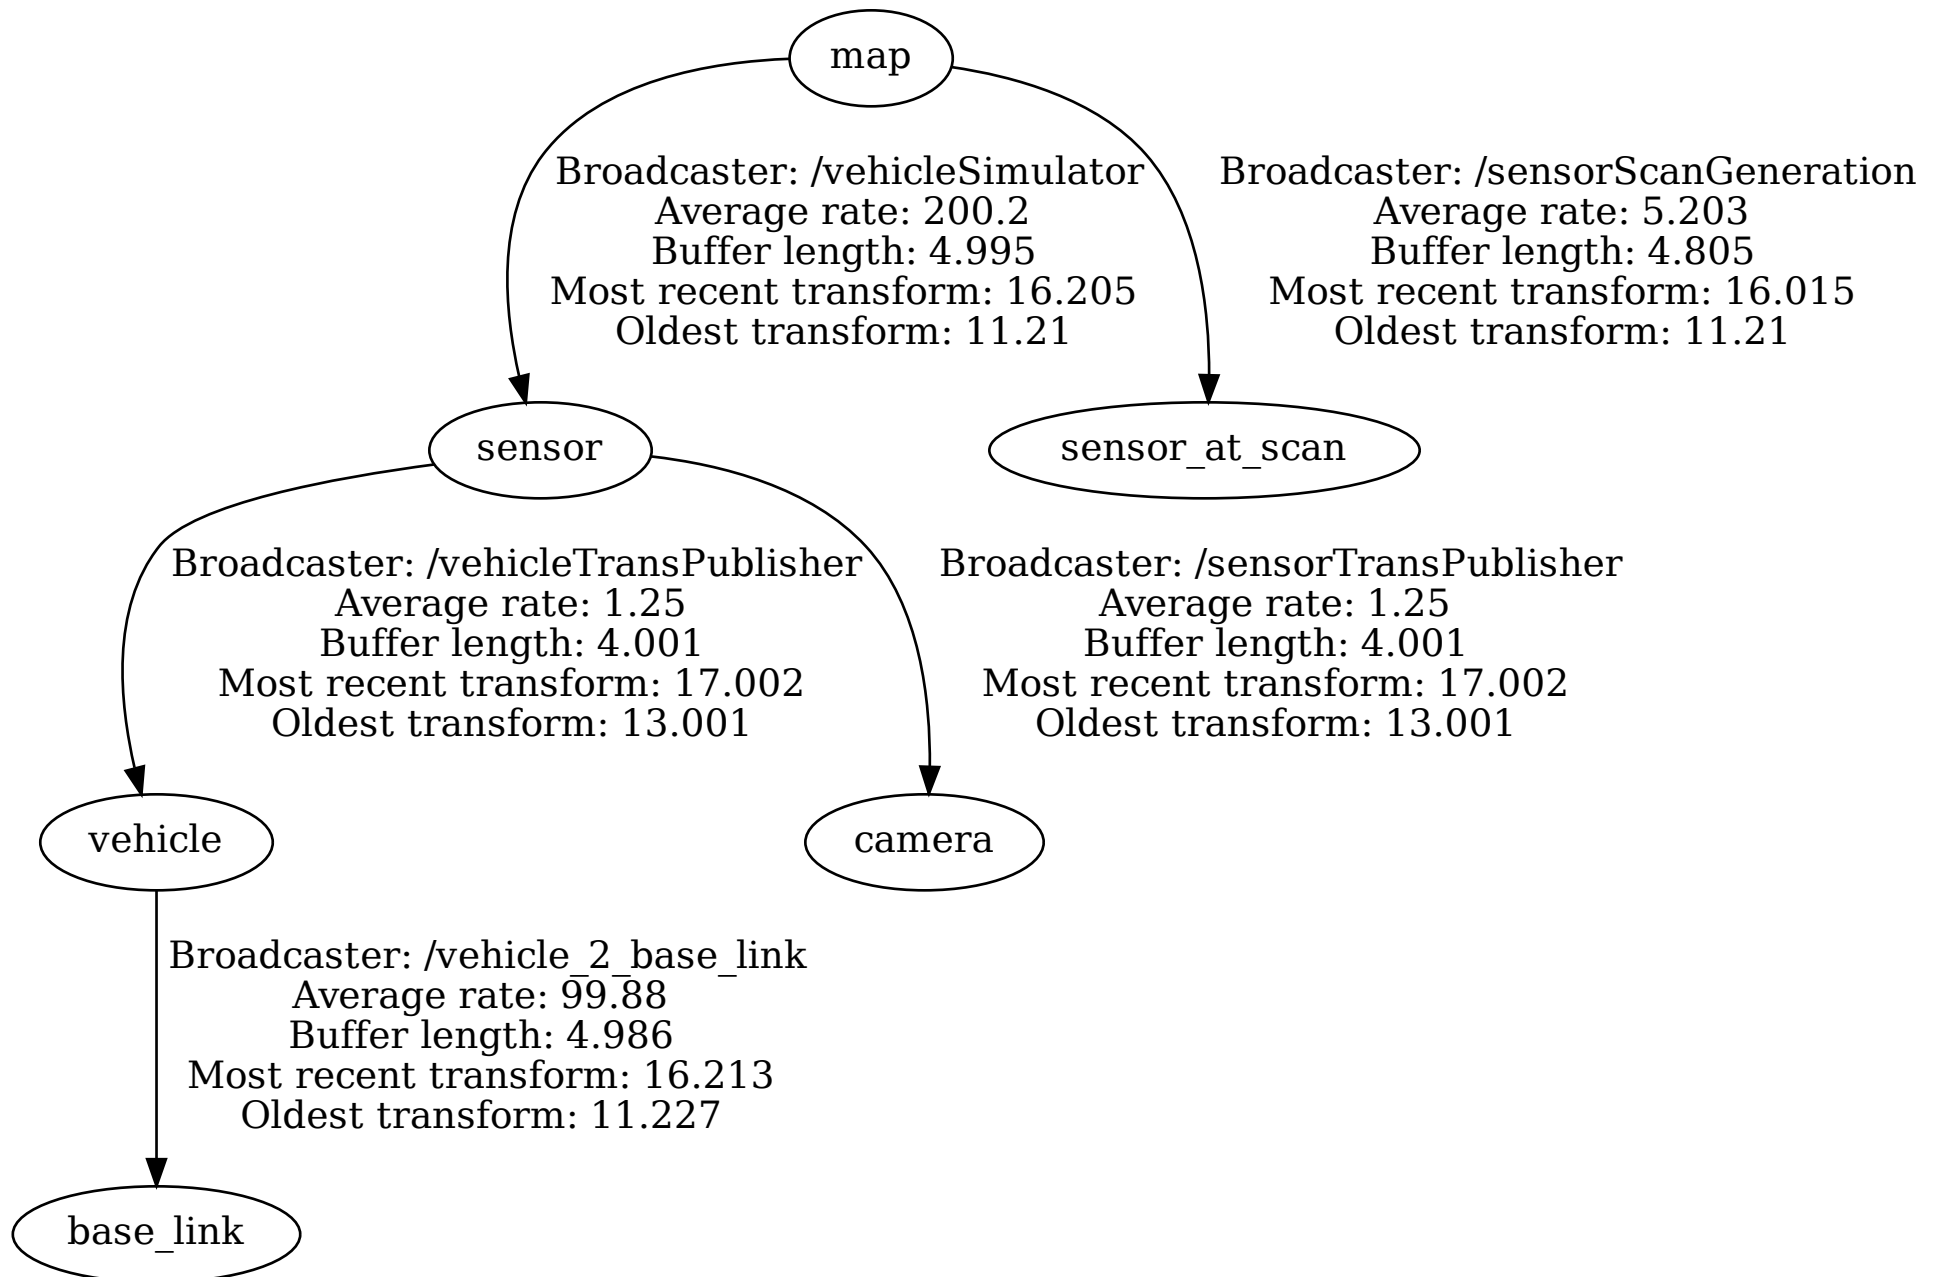 map
Broadcaster: /vehicleSimulator
Average rate: 200.2
Buffer length: 4.995
Most recent transform: 16.205
Oldest transform: 11.21
Broadcaster: /sensorScanGeneration
Average rate: 5.203
Buffer length: 4.805
Most recent transform: 16.015
Oldest transform: 11.21
sensor
sensor_at_scan
Broadcaster: /vehicleTransPublisher
Average rate: 1.25
Buffer length: 4.001
Most recent transform: 17.002
Oldest transform: 13.001
Broadcaster: /sensorTransPublisher
Average rate: 1.25
Buffer length: 4.001
Most recent transform: 17.002
Oldest transform: 13.001
vehicle
camera
Broadcaster: /vehicle_2_base_link
Average rate: 99.88
Buffer length: 4.986
Most recent transform: 16.213
Oldest transform: 11.227
base_link